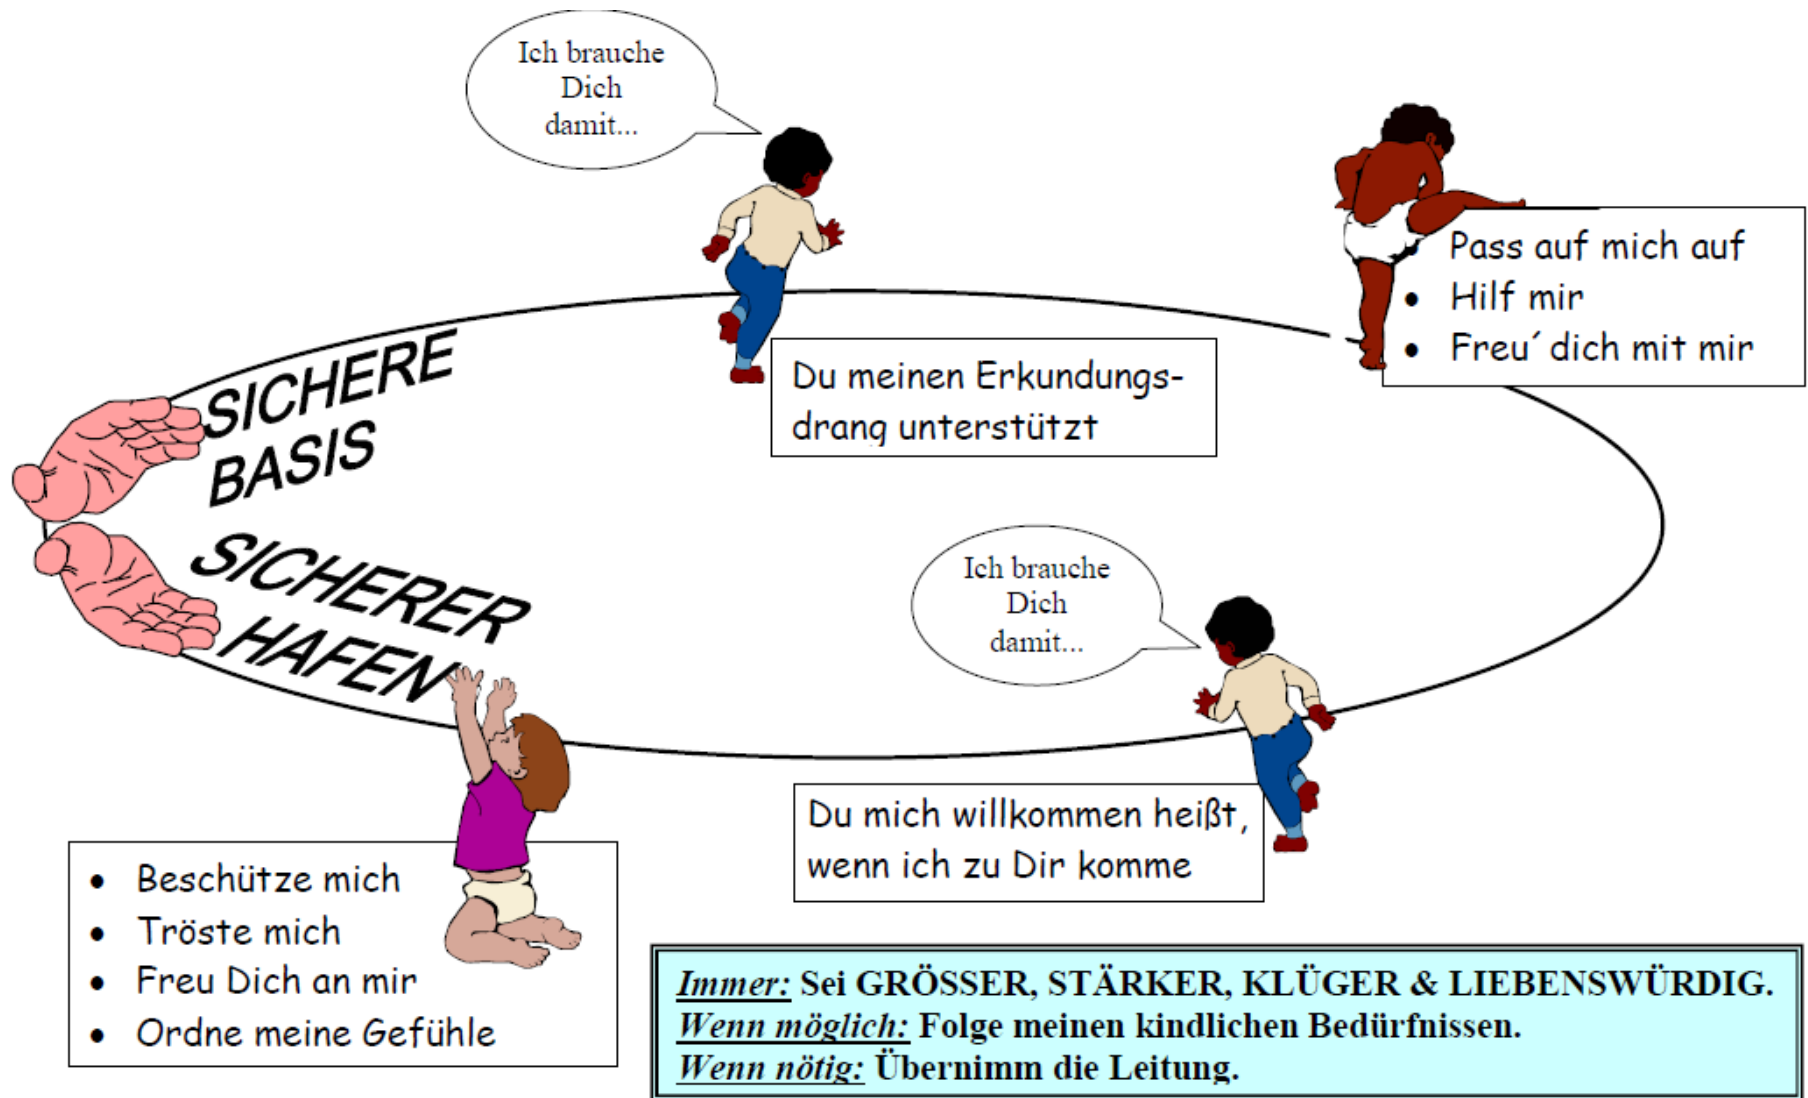 Ich brauche
Dich
damit...
Du meinen Erkundungs-
drang unterstützt
• Pass auf mich auf
• Hilf mir
• Freu´dich mit mir
SICHERE
BASIS
SICHERER
HAFEN
Ich brauche
Dich
damit...
Du mich willkommen heißt,
wenn ich zu Dir komme
• Beschütze mich
• Tröste mich
• Freu Dich an mir
• Ordne meine Gefühle
Immer: Sei GRÖSSER, STÄRKER, KLÜGER & LIEBENSWÜRDIG.
Wenn möglich: Folge meinen kindlichen Bedürfnissen.
Wenn nötig: Übernimm die Leitung.